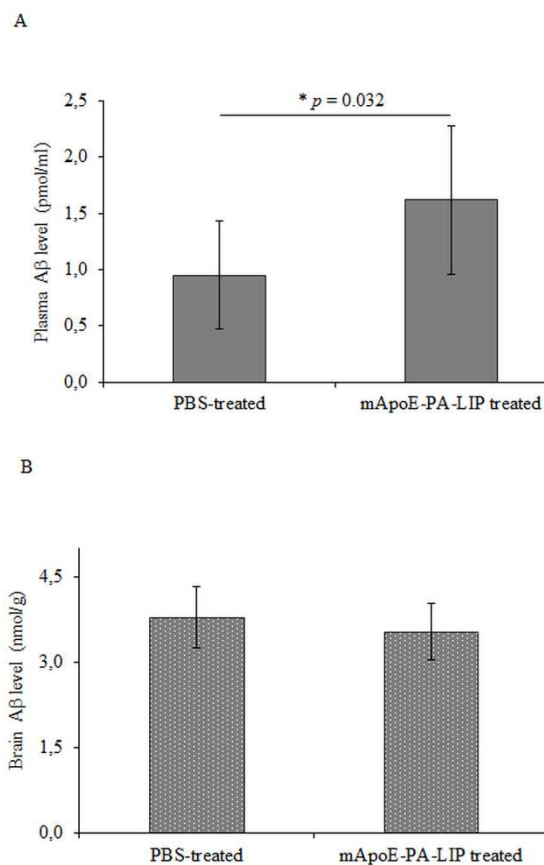 A
* p = 0.032
Plasma Aβ level (pmol/ml)
2,5
2,0
1,5
1,0
0,5
0,0
PBS-treated mApoE-PA-LIP treated
B
Brain Aβ level (nmol/g)
4,5
3,0
1,5
0,0
PBS-treated mApoE-PA-LIP treated